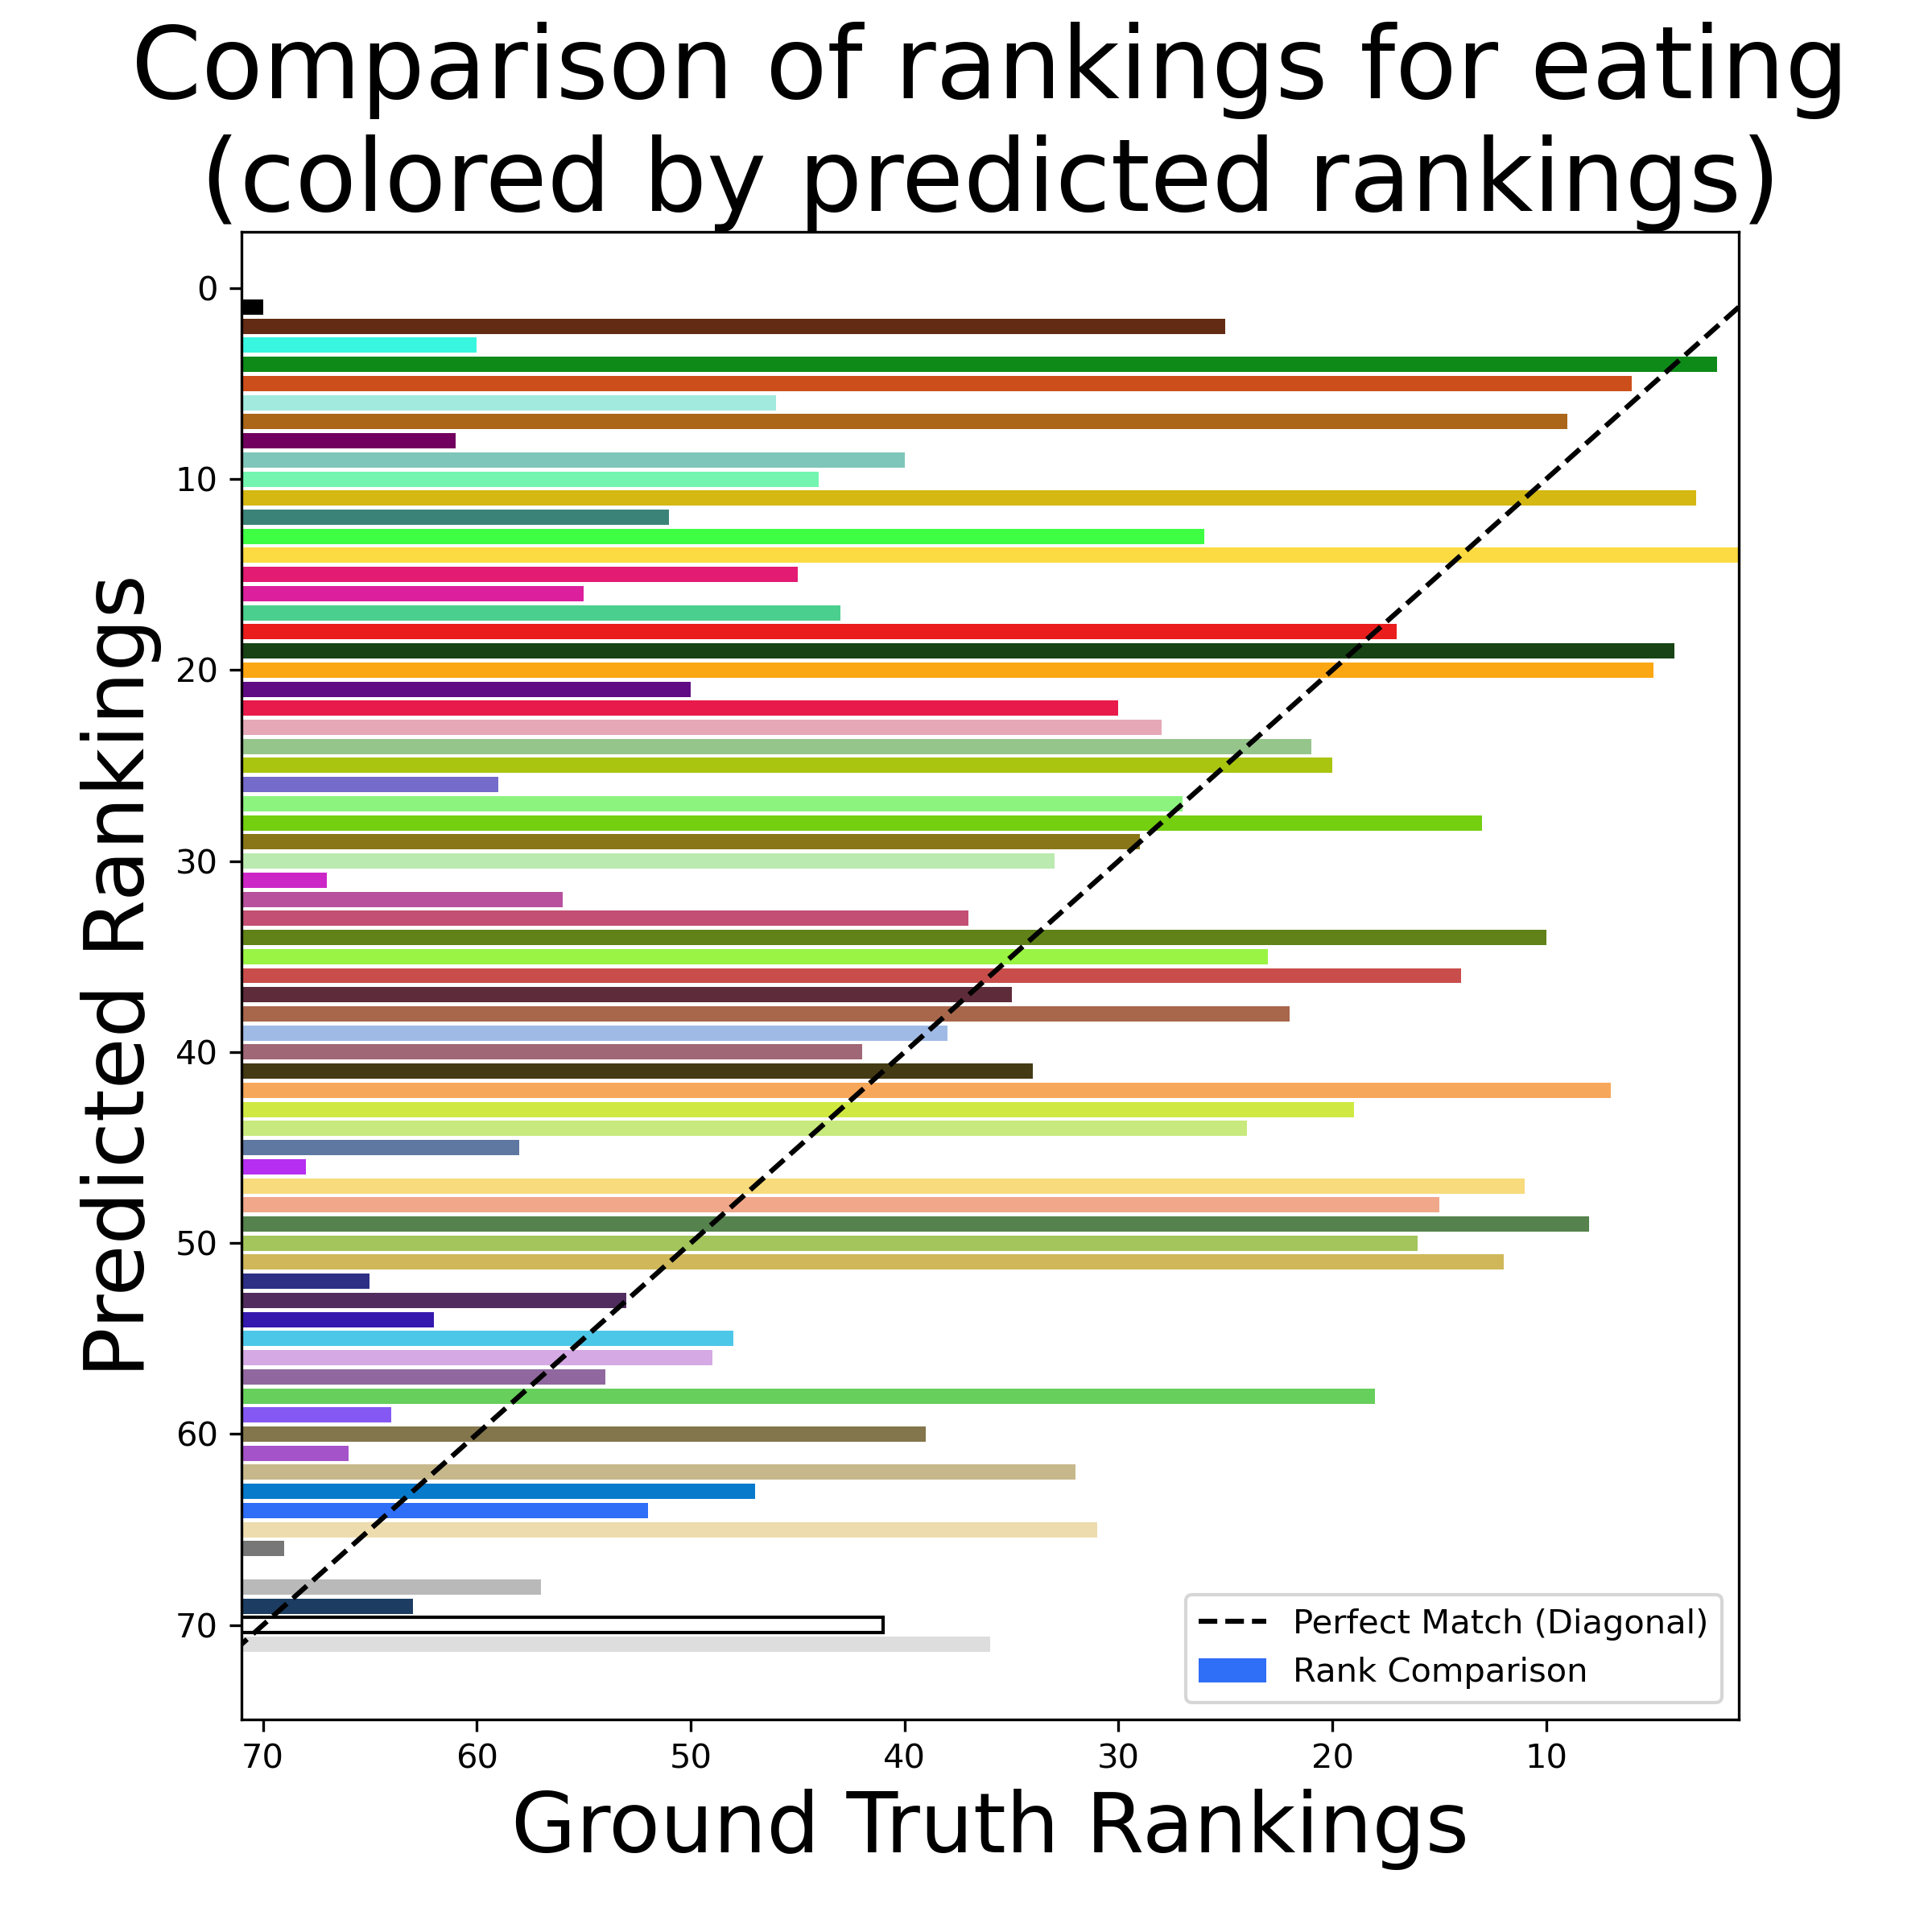 Comparison of rankings for eating
(colored by predicted rankings)
Predicted Rankings
0
10
20
30
40
50
60
70
Perfect Match (Diagonal)
Rank Comparison
70 60 50 40 30 20 10
Ground Truth Rankings